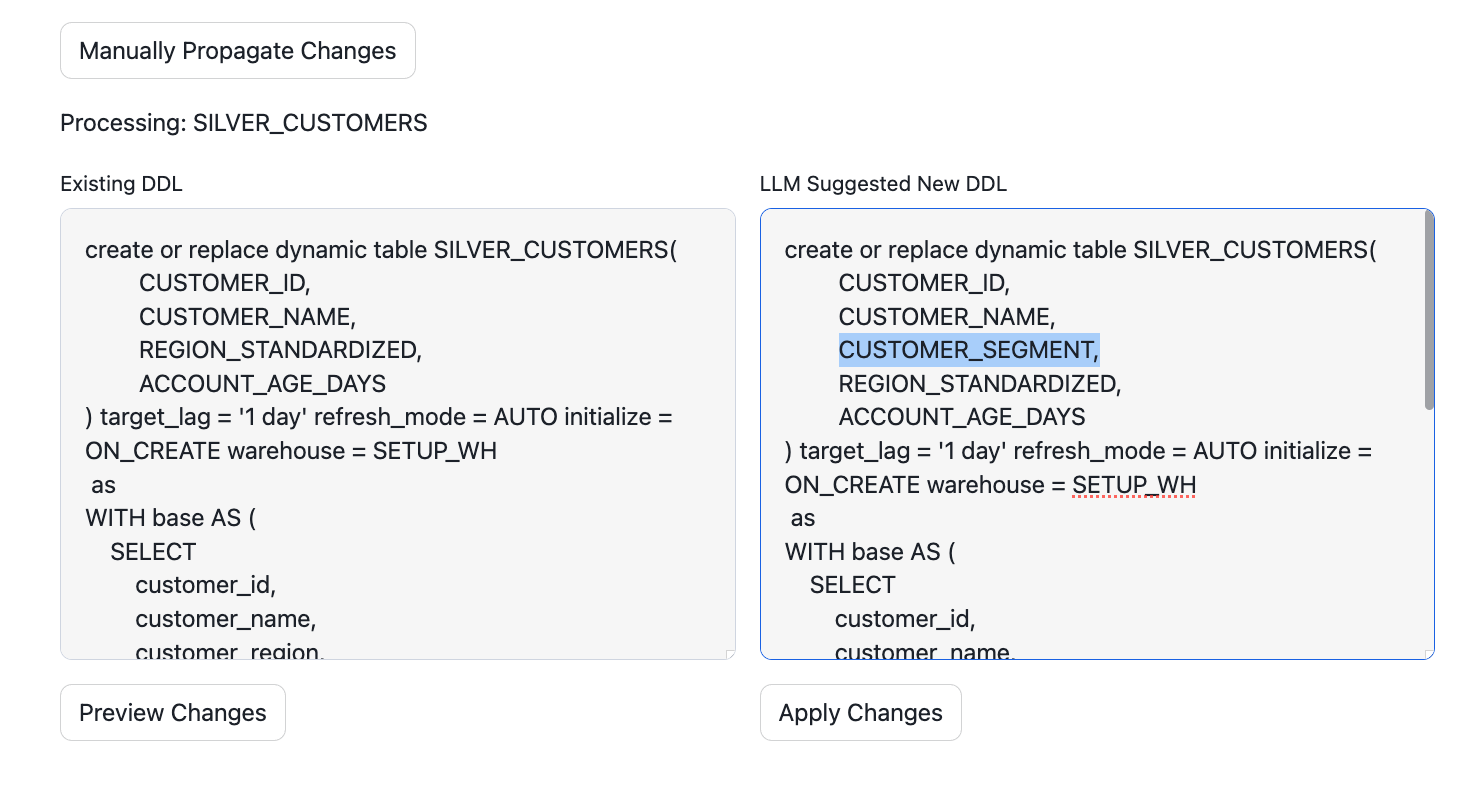 Manually Propagate Changes
Processing: SILVER_CUSTOMERS
Existing DDL
create or replace dynamic table SILVER_CUSTOMERS(
CUSTOMER_ID,
CUSTOMER_NAME,
REGION_STANDARDIZED,
ACCOUNT_AGE_DAYS
) target_lag = '1 day' refresh_mode = AUTO initialize =
ON_CREATE warehouse = SETUP_WH
as
WITH base AS (
SELECT
customer_id,
customer_name,
customer_region,
Preview Changes
LLM Suggested New DDL
create or replace dynamic table SILVER_CUSTOMERS(
CUSTOMER_ID,
CUSTOMER_NAME,
CUSTOMER_SEGMENT,
REGION_STANDARDIZED,
ACCOUNT_AGE_DAYS
) target_lag = '1 day' refresh_mode = AUTO initialize =
ON_CREATE warehouse = SETUP_WH
as
WITH base AS (
SELECT
customer_id,
customer_name,
Apply Changes